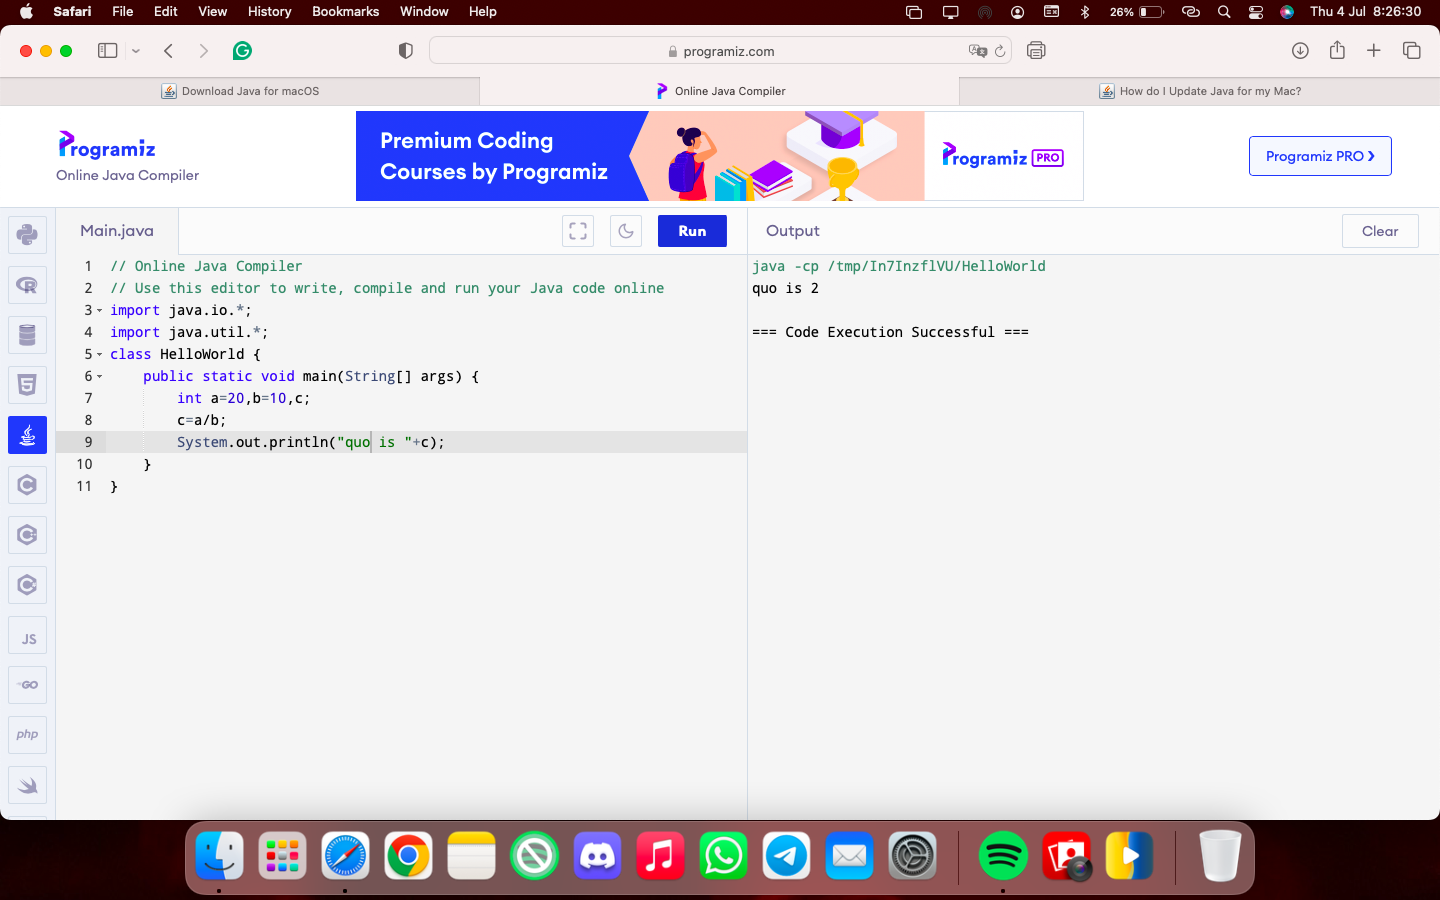 Safari File Edit View History Bookmarks Window Help 26% Thu 4 Jul 8:26:30
programiz.com
Download Java for macOS
Online Java Compiler
How do I Update Java for my Mac?
Programiz
Online Java Compiler
Premium Coding
Courses by Programiz
Programiz PRO
Programiz PRO ❯
Main.java
Run
Output
Clear
1 // Online Java Compiler
2 // Use this editor to write, compile and run your Java code online
3 import java.io.*;
4 import java.util.*;
5 class HelloWorld {
6 public static void main(String[] args) {
7 int a=20,b=10,c;
8 c=a/b;
9 System.out.println("quo is "+c);
10 }
11 }
java -cp /tmp/In7InzflVU/HelloWorld
quo is 2
=== Code Execution Successful ===
R
5
C
C
C
JS
GO
php